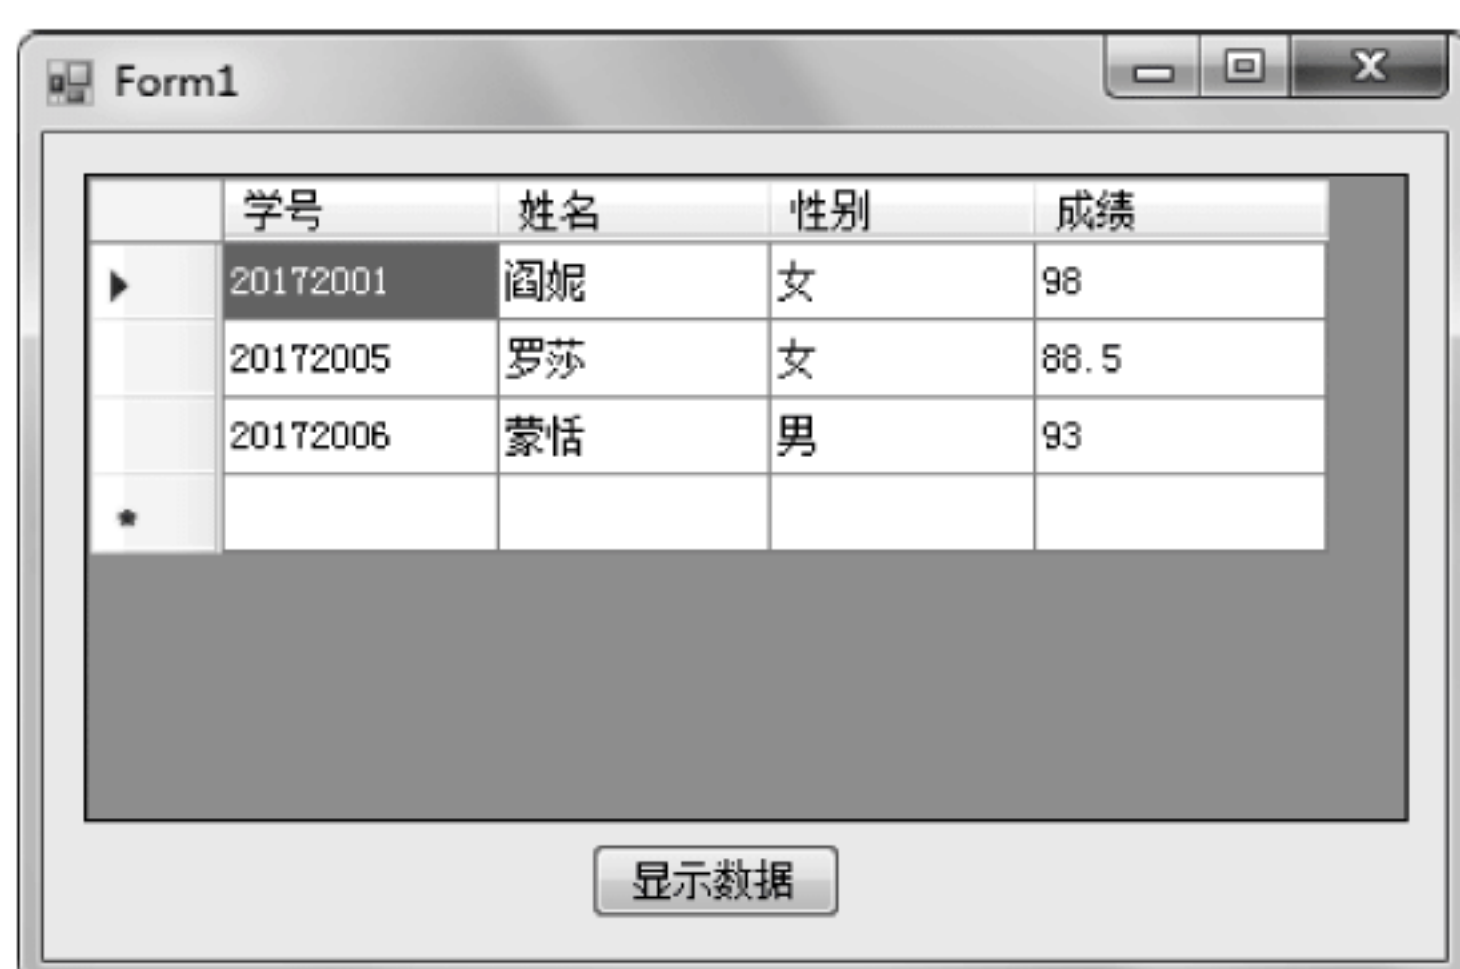 Form1
学号 姓名 性别 成绩
20172001 阎妮 女 98
20172005 罗莎 女 88.5
20172006 蒙恬 男 93
*
显示数据